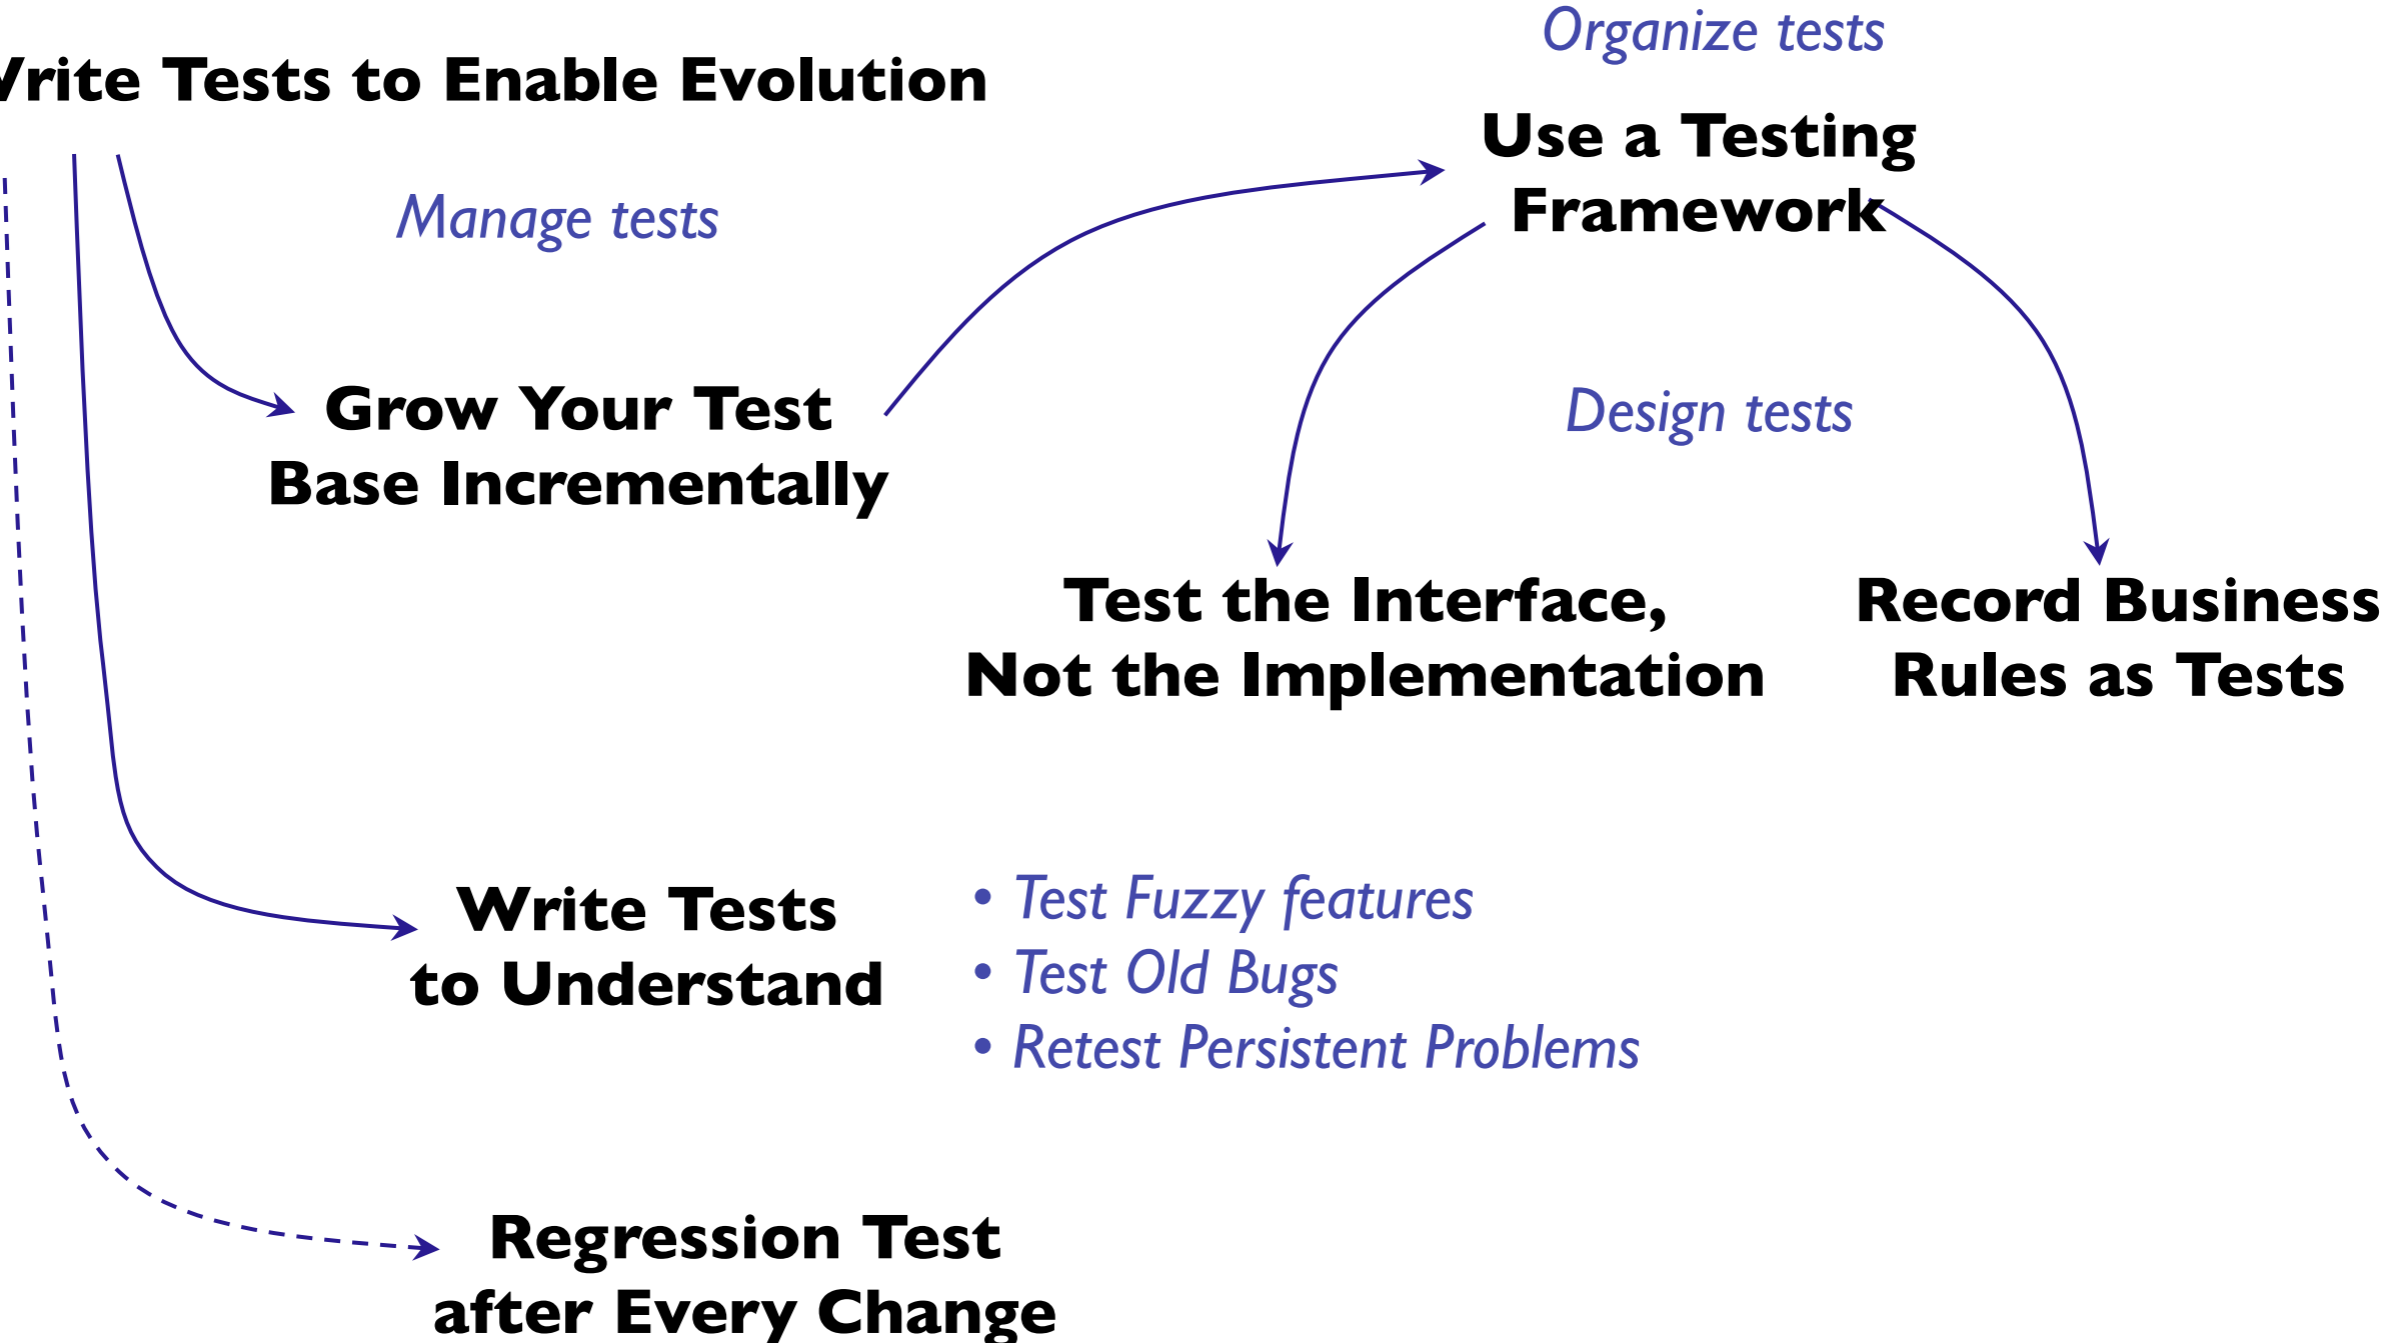 Organize tests
Write Tests to Enable Evolution
Use a Testing
Framework
Manage tests
Grow Your Test
Base Incrementally
Design tests
Test the Interface,
Not the Implementation
Record Business
Rules as Tests
Write Tests
to Understand
• Test Fuzzy features
• Test Old Bugs
• Retest Persistent Problems
Regression Test
after Every Change